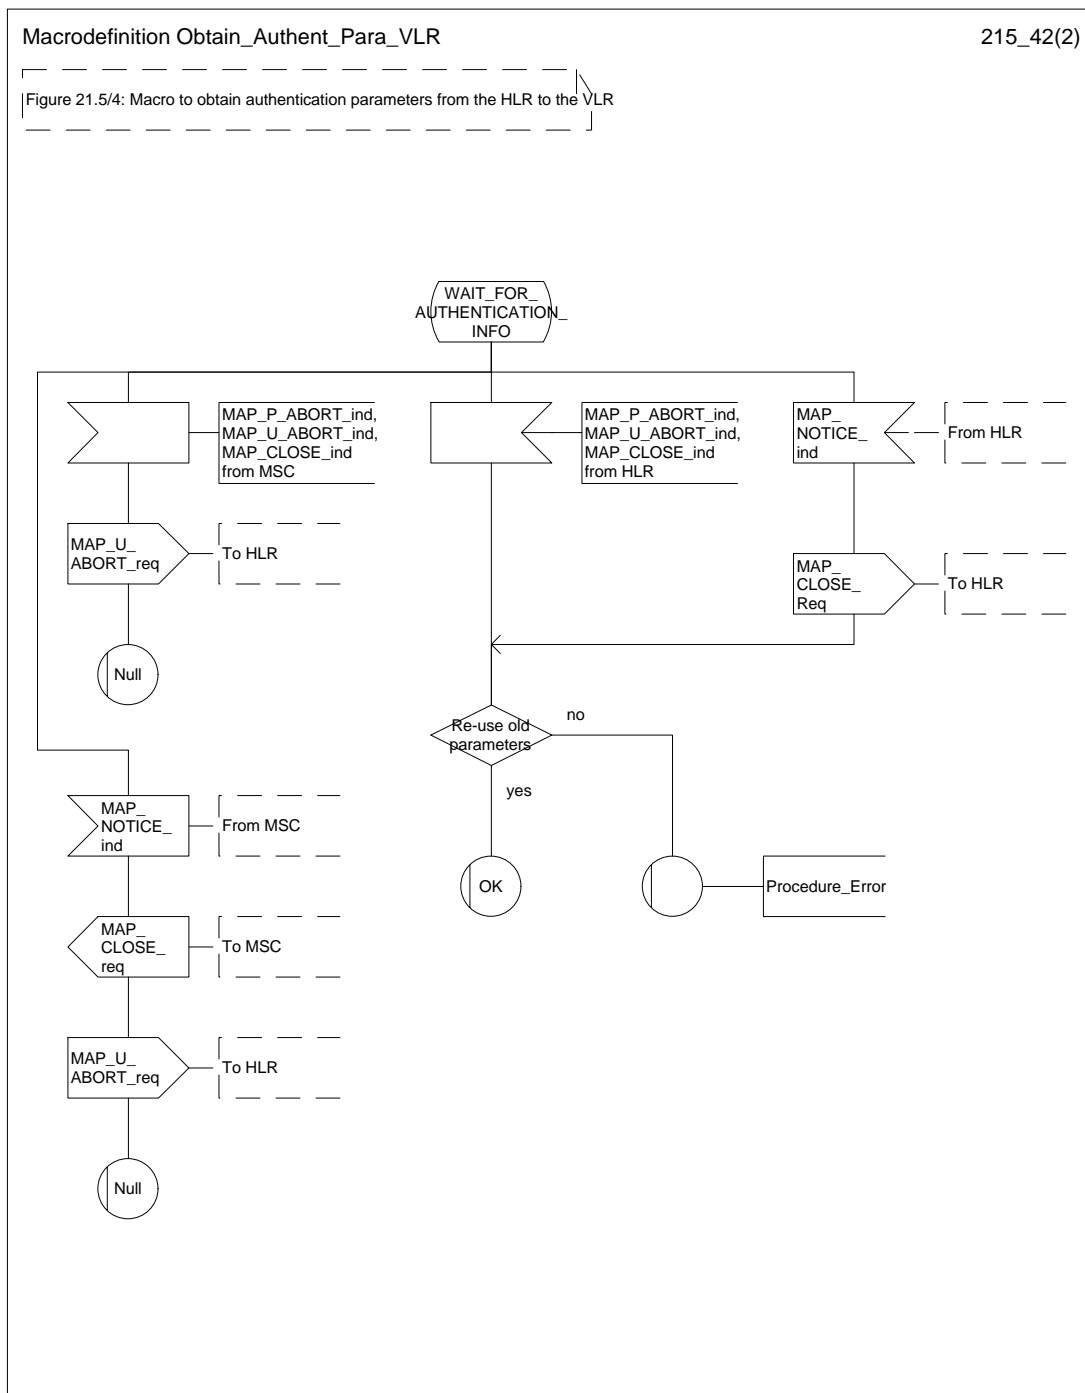 Macrodefinition Obtain_Authent_Para_VLR
215_42(2)
Figure 21.5/4: Macro to obtain authentication parameters from the HLR to the VLR
WAIT_FOR_
AUTHENTICATION_
INFO
MAP_P_ABORT_ind,
MAP_U_ABORT_ind,
MAP_CLOSE_ind
from MSC
MAP_P_ABORT_ind,
MAP_U_ABORT_ind,
MAP_CLOSE_ind
from HLR
MAP_
NOTICE_
ind
From HLR
MAP_U_
ABORT_req
To HLR
MAP_
CLOSE_
Req
To HLR
Null
Re-use old
parameters
no
yes
MAP_
NOTICE_
ind
From MSC
OK
Procedure_Error
MAP_
CLOSE_
req
To MSC
MAP_U_
ABORT_req
To HLR
Null